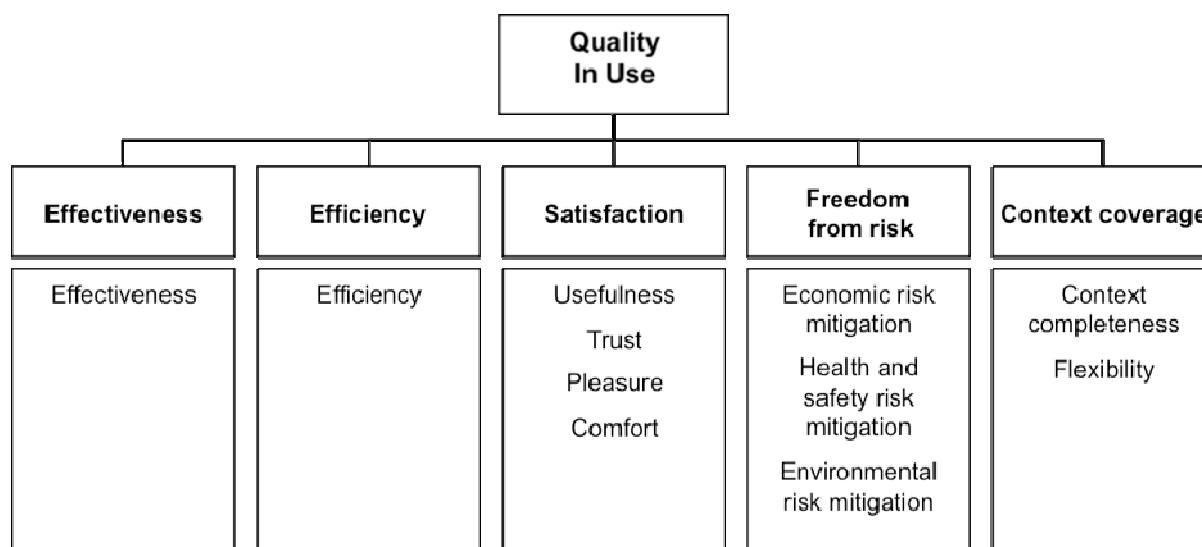 Quality
In Use
Effectiveness
Efficiency
Satisfaction
Freedom
from risk
Context coverage
Effectiveness
Efficiency
Usefulness
Trust
Pleasure
Comfort
Economic risk
mitigation
Health and
safety risk
mitigation
Environmental
risk mitigation
Context
completeness
Flexibility